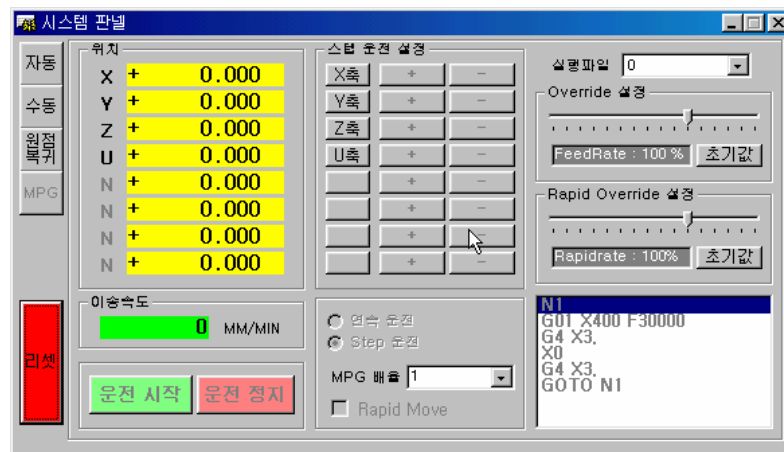 시스템 판넬
자동
수동
원점
복귀
MPG
리셋
위치
X + 0.000
Y + 0.000
Z + 0.000
U + 0.000
N + 0.000
N + 0.000
N + 0.000
N + 0.000
이송속도
0 MM/MIN
운전 시작 운전 정지
스텝 운전 설정
X축 + -
Y축 + -
Z축 + -
U축 + -
+ -
+ -
+ -
+ -
연속 운전
Step 운전
MPG 배율 1
Rapid Move
실행파일 0
Override 설정
FeedRate : 100 % 초기값
Rapid Override 설정
Rapidrate : 100% 초기값
N1
G01 X400 F30000
G4 X3.
X0
G4 X3.
GOTO N1